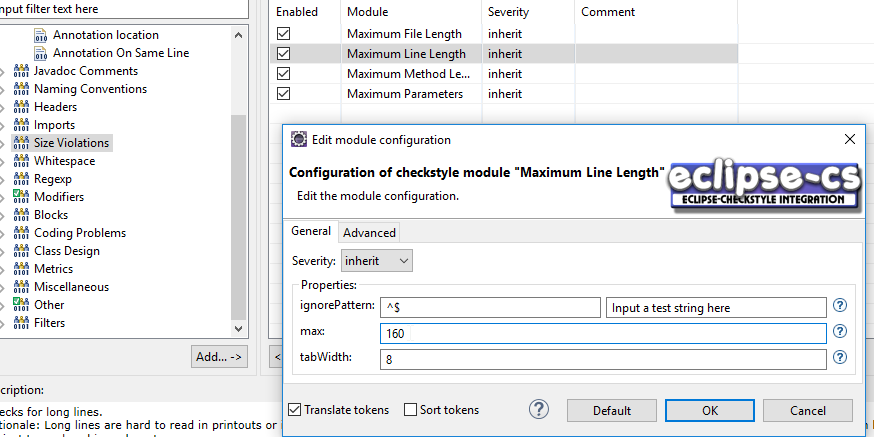 nput filter text here
Annotation location
Annotation On Same Line
Javadoc Comments
Naming Conventions
Headers
Imports
Size Violations
Whitespace
Regexp
Modifiers
Blocks
Coding Problems
Class Design
Metrics
Miscellaneous
Other
Filters
Add... ->
Enabled Module Severity Comment
Maximum File Length inherit
Maximum Line Length inherit
Maximum Method Le... inherit
Maximum Parameters inherit
<
Edit module configuration
Configuration of checkstyle module "Maximum Line Length"
Edit the module configuration.
eclipse-cs
ECLIPSE-CHECKSTYLE INTEGRATION
General Advanced
Severity: inherit
Properties:
ignorePattern: ^$ Input a test string here
max: 160
tabWidth: 8
Translate tokens Sort tokens Default OK Cancel
cription:
ecks for long lines.
tionale: Long lines are hard to read in printouts or